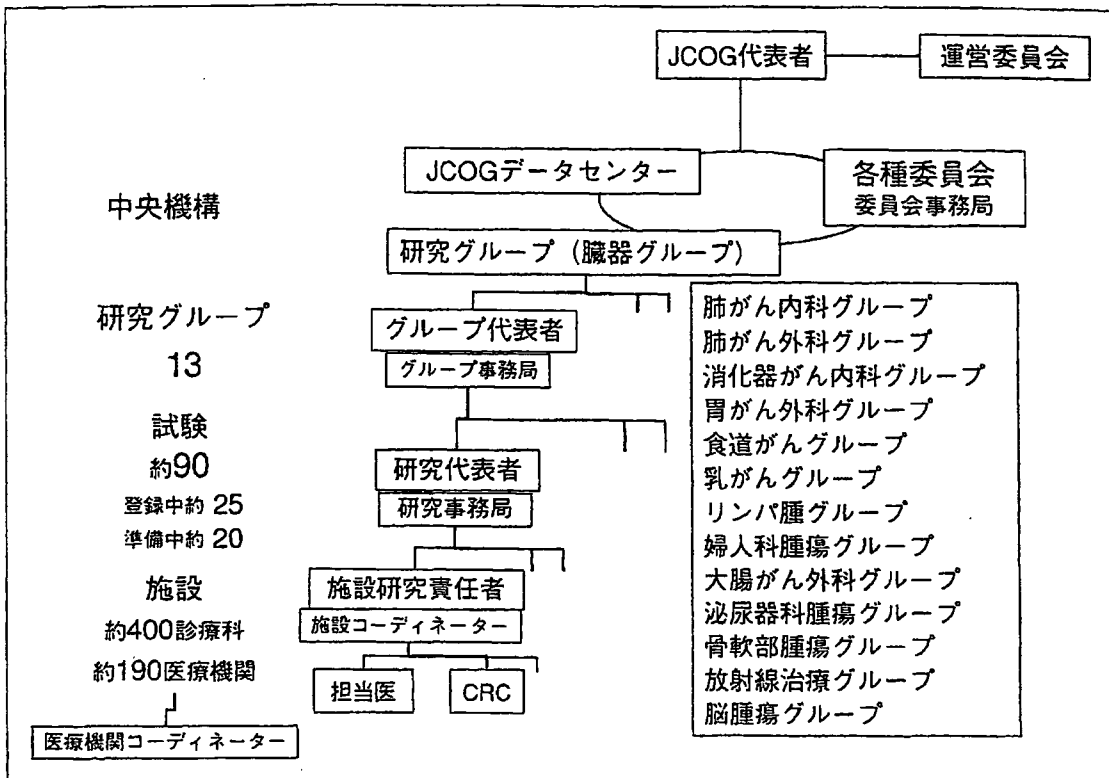 JCOG代表者
運営委員会
JCOGデータセンター
各種委員会
委員会事務局
中央機構
研究グループ（臓器グループ）
研究グループ
13
グループ代表者
グループ事務局
試験
約90
登録中約 25
準備中約 20
研究代表者
研究事務局
施設
約400診療科
約190医療機関
施設研究責任者
施設コーディネーター
担当医
CRC
医療機関コーディネーター
肺がん内科グループ
肺がん外科グループ
消化器がん内科グループ
胃がん外科グループ
食道がんグループ
乳がんグループ
リンパ腫グループ
婦人科腫瘍グループ
大腸がん外科グループ
泌尿器科腫瘍グループ
骨軟部腫瘍グループ
放射線治療グループ
脳腫瘍グループ